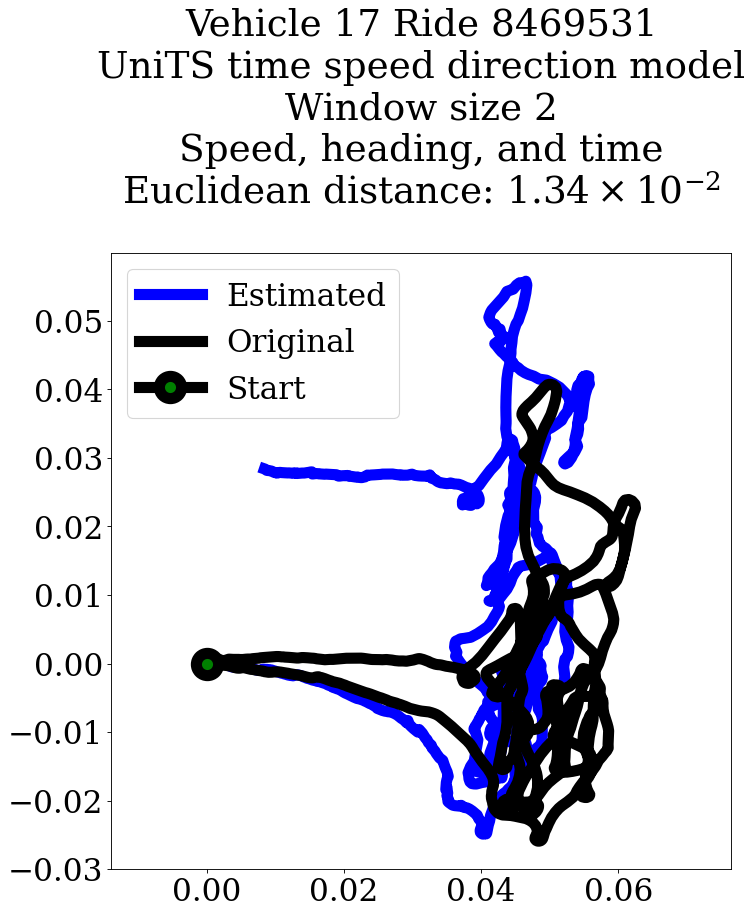 Vehicle 17 Ride 8469531
UniTS time speed direction model
Window size 2
Speed, heading, and time
Euclidean distance: $1.34 \times 10^{-2}$
Estimated
Original
Start
0.05
0.04
0.03
0.02
0.01
0.00
−0.01
−0.02
−0.03
0.00 0.02 0.04 0.06